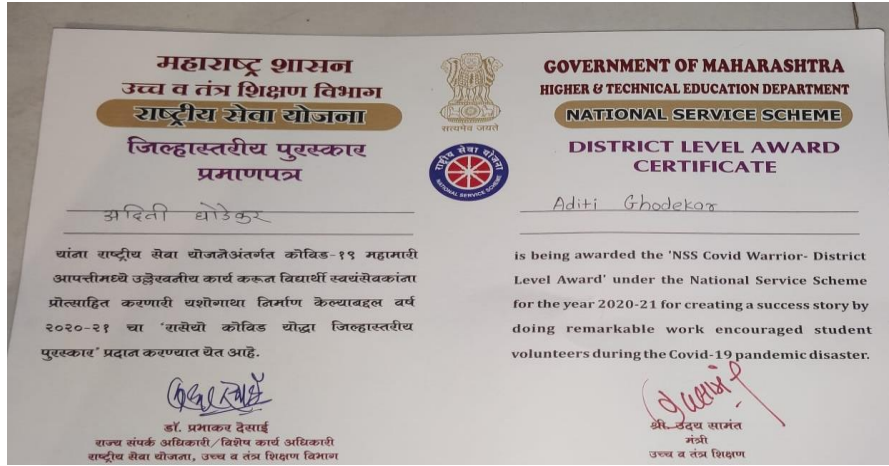 महाराष्ट्र शासन
उच्च व तंत्र शिक्षण विभाग
राष्ट्रीय सेवा योजना
जिल्हास्तरीय पुरस्कार
प्रमाणपत्र
अदिती घोडेकर
यांना राष्ट्रीय सेवा योजनेअंतर्गत कोविड-१९ महामारी
आपत्तीमध्ये उल्लेखनीय कार्य करून विद्यार्थी स्वयंसेवकांना
प्रोत्साहित करणारी यशोगाथा निर्माण केल्याबद्दल वर्ष
२०२०-२१ चा 'रासेयो कोविड योद्धा जिल्हास्तरीय
पुरस्कार' प्रदान करण्यात येत आहे.
डॉ. प्रभाकर देसाई
राज्य संपर्क अधिकारी/विशेष कार्य अधिकारी
राष्ट्रीय सेवा योजना, उच्च व तंत्र शिक्षण विभाग
सत्यमेव जयते
राष्ट्रीय सेवा योजना
NATIONAL SERVICE SCHEME
GOVERNMENT OF MAHARASHTRA
HIGHER & TECHNICAL EDUCATION DEPARTMENT
NATIONAL SERVICE SCHEME
DISTRICT LEVEL AWARD
CERTIFICATE
Aditi Ghodekar
is being awarded the 'NSS Covid Warrior- District
Level Award' under the National Service Scheme
for the year 2020-21 for creating a success story by
doing remarkable work encouraged student
volunteers during the Covid-19 pandemic disaster.
श्री. उदय सामंत
मंत्री
उच्च व तंत्र शिक्षण